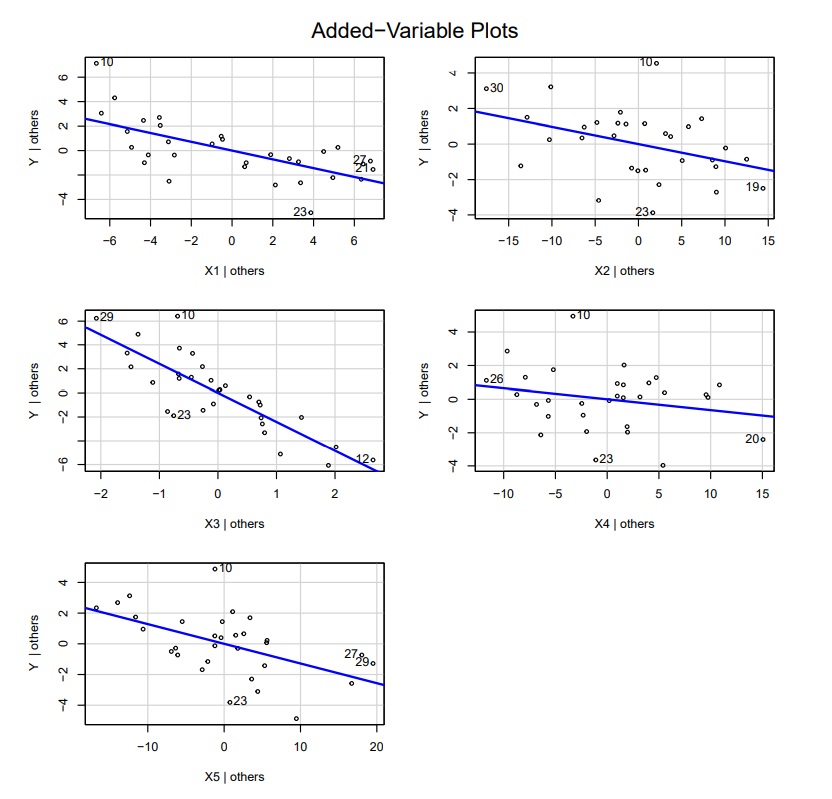 Added−Variable Plots
10
27
21
23
6
4
2
0
−4
Y | others
−6 −4 −2 0 2 4 6
X1 | others
10
30
19
23
4
2
0
−2
−4
Y | others
−15 −10 −5 0 5 10 15
X2 | others
29
10
23
12
6
4
2
0
−2
−6
Y | others
−2 −1 0 1 2
X3 | others
10
26
20
23
4
2
0
−2
−4
Y | others
−10 −5 0 5 10 15
X4 | others
10
27
29
23
4
2
0
−2
−4
Y | others
−10 0 10 20
X5 | others